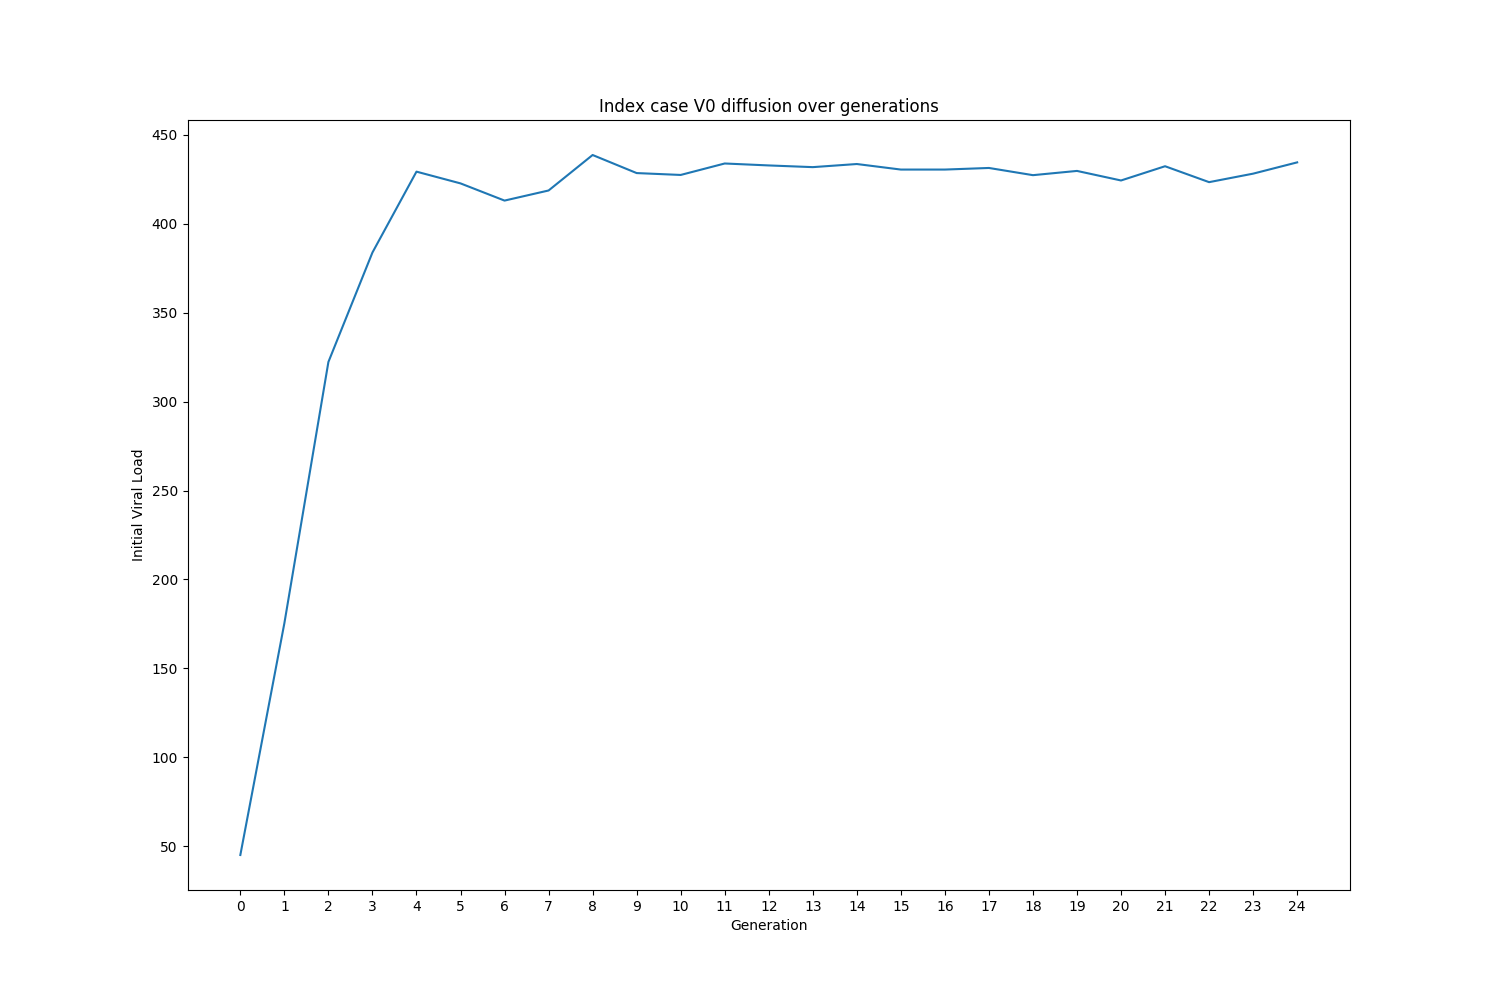 Index case V0 diffusion over generations
450
400
350
300
250
200
150
100
50
Initial Viral Load
0 1 2 3 4 5 6 7 8 9 10 11 12 13 14 15 16 17 18 19 20 21 22 23 24
Generation